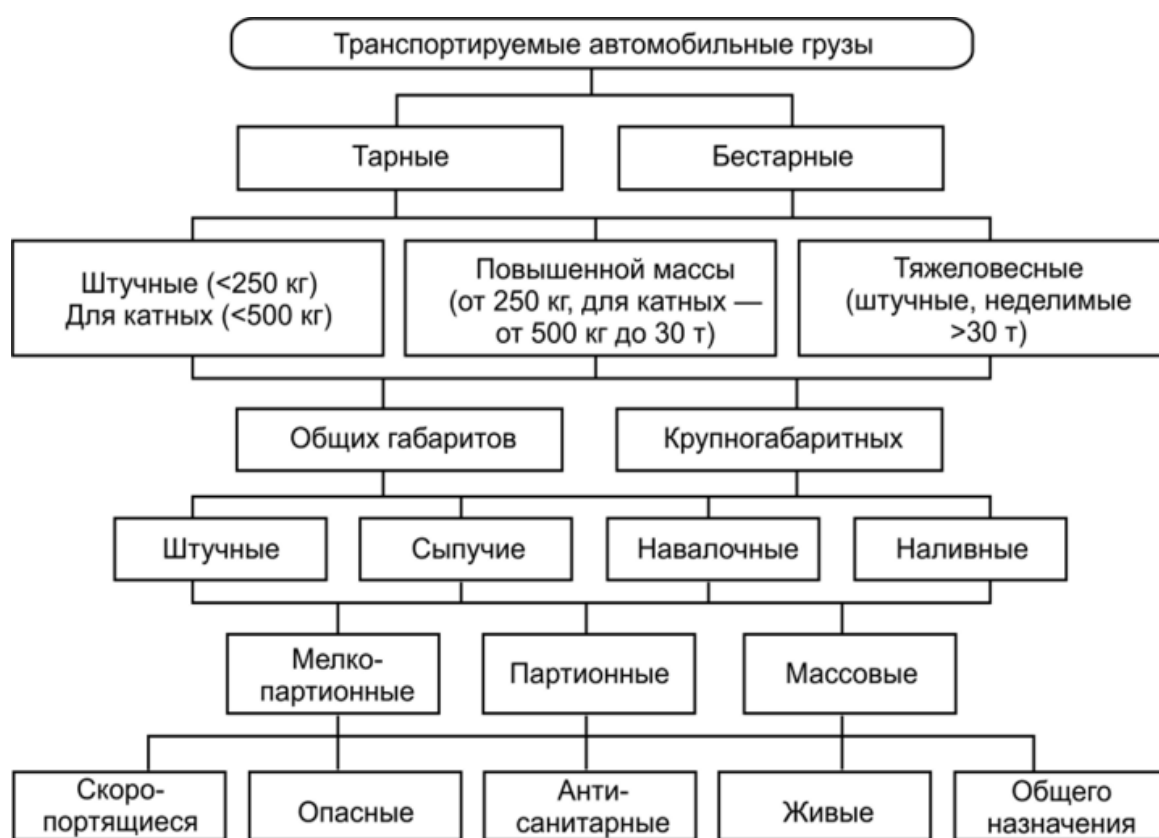 Транспортируемые автомобильные грузы
Тарные
Бестарные
Штучные (<250 кг)
Для катных (<500 кг)
Повышенной массы
(от 250 кг, для катных —
от 500 кг до 30 т)
Тяжеловесные
(штучные, неделимые
>30 т)
Общих габаритов
Крупногабаритных
Штучные
Сыпучие
Навалочные
Наливные
Мелко-
партионные
Партионные
Массовые
Скоро-
портящиеся
Опасные
Анти-
санитарные
Живые
Общего
назначения